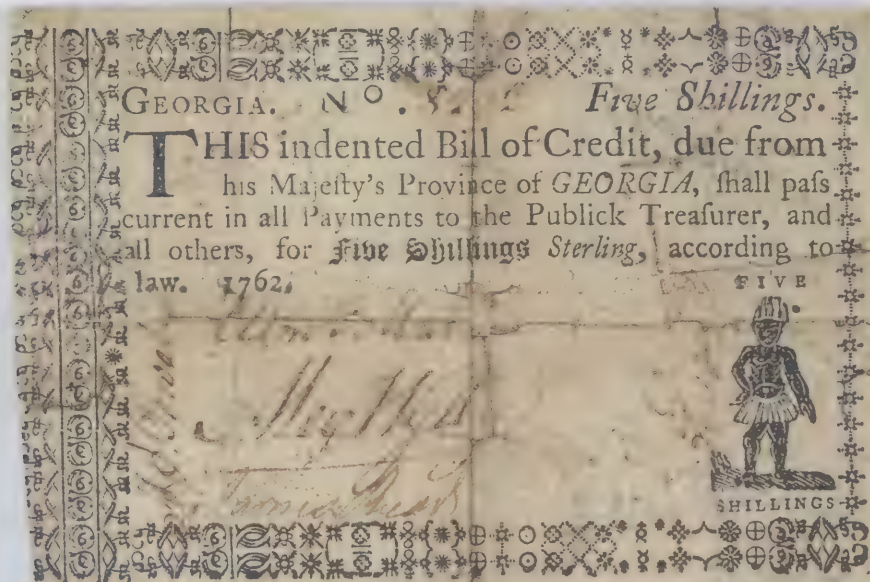 GEORGIA. No. Five Shillings.
THIS indented Bill of Credit, due from
his Majeſty's Province of GEORGIA, ſhall paſs
current in all Payments to the Publick Treaſurer, and
all others, for Five Shillings Sterling, according to
law. 1762.
FIVE
SHILLINGS